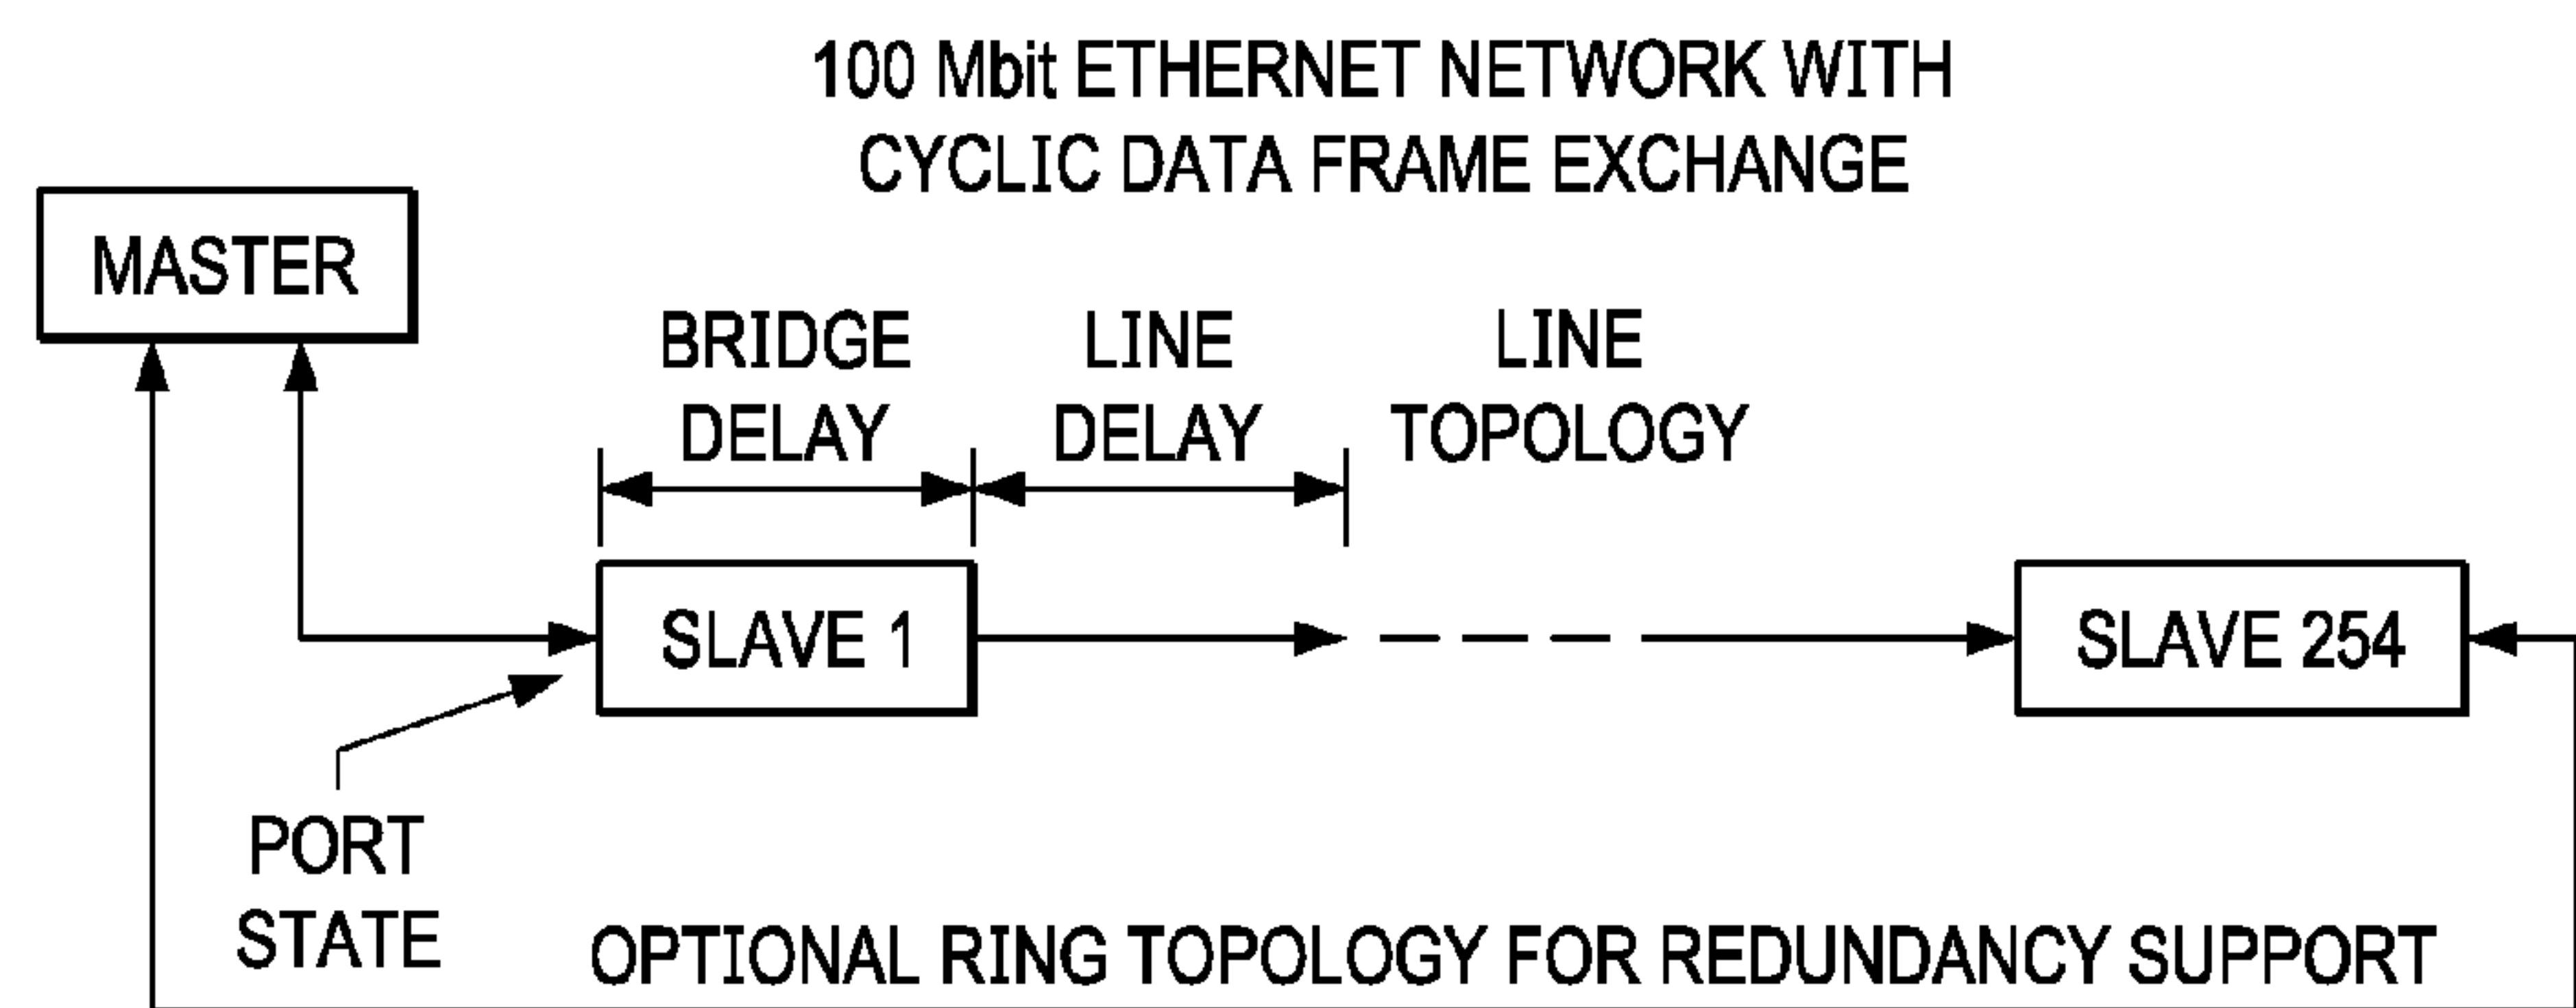 100 Mbit ETHERNET NETWORK WITH
CYCLIC DATA FRAME EXCHANGE
MASTER
BRIDGE
DELAY
LINE
DELAY
LINE
TOPOLOGY
SLAVE 1
SLAVE 254
PORT
STATE
OPTIONAL RING TOPOLOGY FOR REDUNDANCY SUPPORT